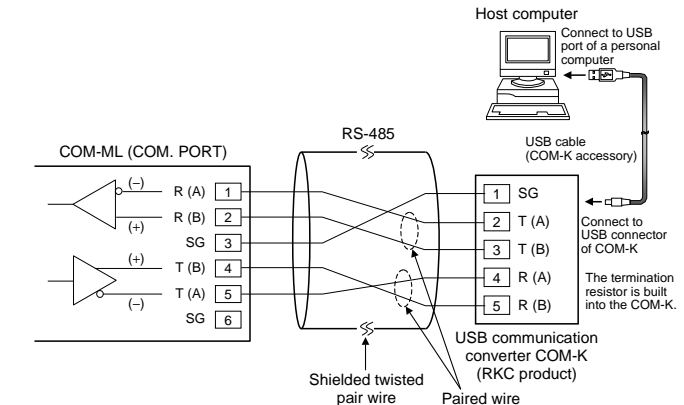 Host computer
Connect to USB
port of a personal
computer
RS-485
USB cable
(COM-K accessory)
COM-ML (COM. PORT)
(–)
R (A) 1
R (B) 2
(+)
SG 3
(+)
T (B) 4
T (A) 5
(–)
SG 6
1 SG
2 T (A)
3 T (B)
4 R (A)
5 R (B)
Connect to
USB connector
of COM-K
The termination
resistor is built
into the COM-K.
USB communication
converter COM-K
(RKC product)
Shielded twisted
pair wire
Paired wire